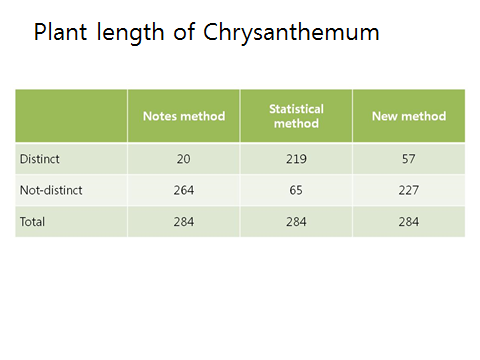 Plant length of Chrysanthemum
Notes method Statistical method New method
Distinct 20 219 57
Not-distinct 264 65 227
Total 284 284 284